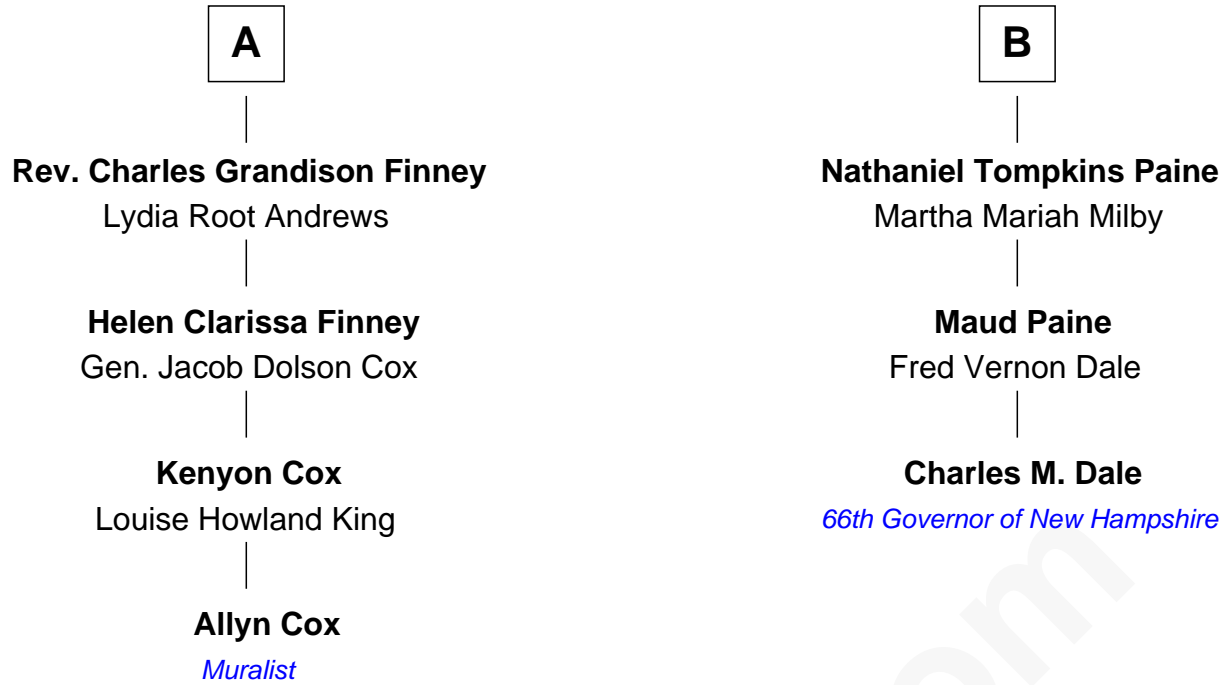 A
Rev. Charles Grandison Finney
Lydia Root Andrews
Helen Clarissa Finney
Gen. Jacob Dolson Cox
Kenyon Cox
Louise Howland King
Allyn Cox
Muralist
B
Nathaniel Tompkins Paine
Martha Mariah Milby
Maud Paine
Fred Vernon Dale
Charles M. Dale
66th Governor of New Hampshire
om